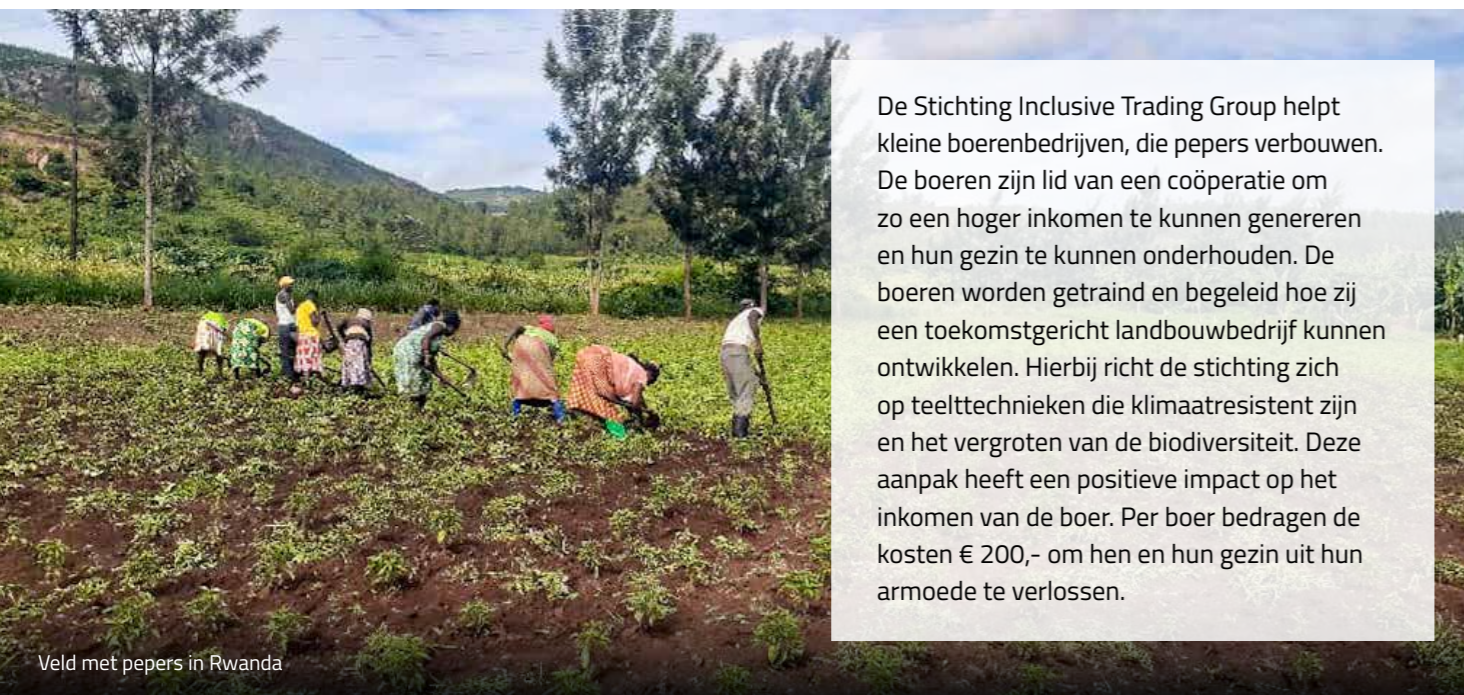 De Stichting Inclusive Trading Group helpt
kleine boerenbedrijven, die pepers verbouwen.
De boeren zijn lid van een coöperatie om
zo een hoger inkomen te kunnen genereren
en hun gezin te kunnen onderhouden. De
boeren worden getraind en begeleid hoe zij
een toekomstgericht landbouwbedrijf kunnen
ontwikkelen. Hierbij richt de stichting zich
op teelttechnieken die klimaatresistent zijn
en het vergroten van de biodiversiteit. Deze
aanpak heeft een positieve impact op het
inkomen van de boer. Per boer bedragen de
kosten € 200,- om hen en hun gezin uit hun
armoede te verlossen.
Veld met pepers in Rwanda